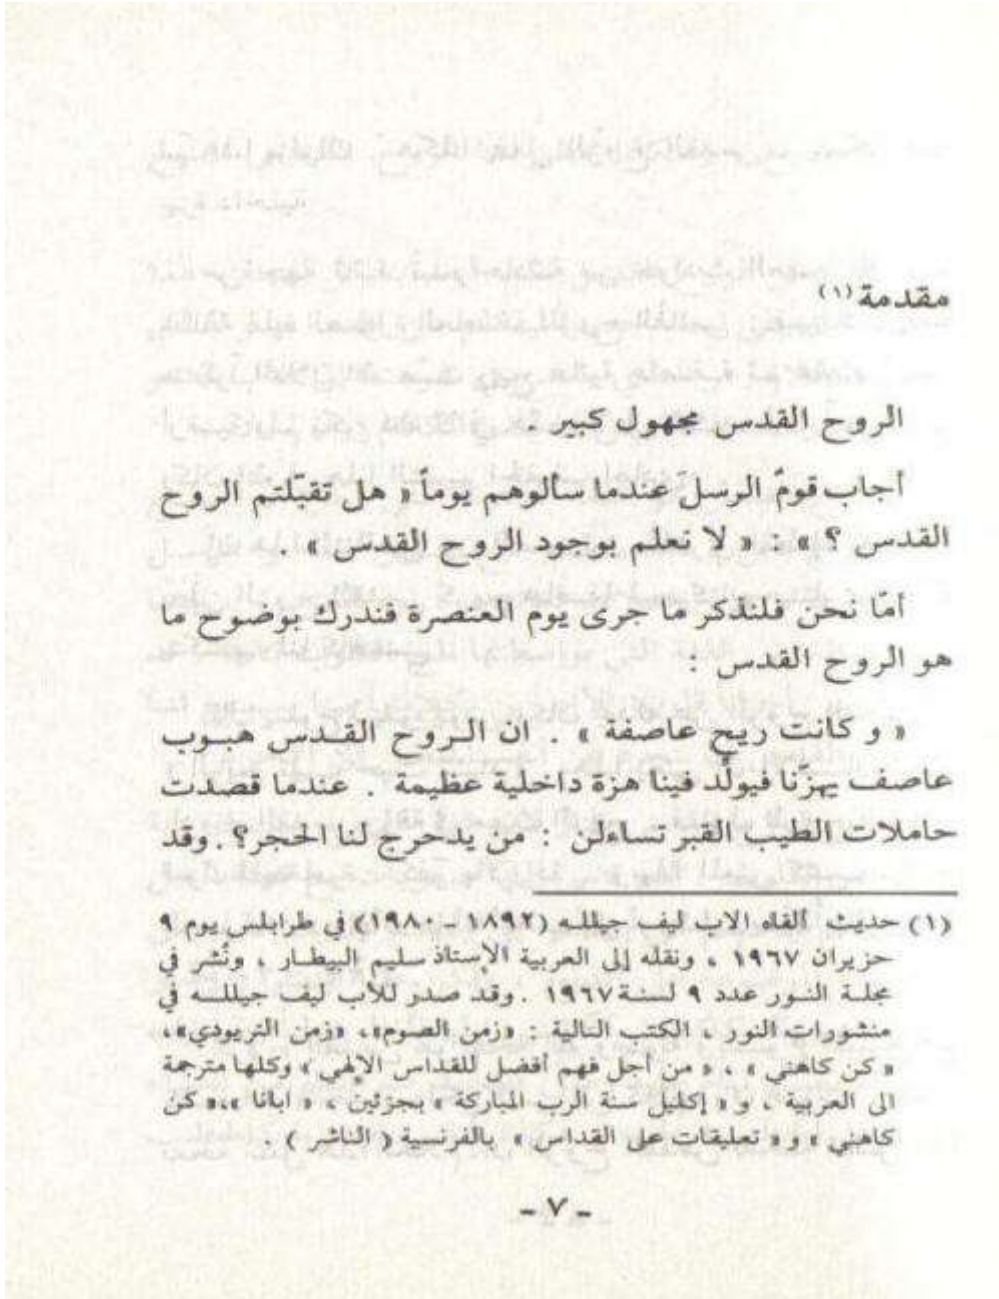 مقدمة (١)
الروح القدس مجهول كبير .
أجاب قومٌ الرسل عندما سألوهم يوماً « هل تقبّلتم الروح
القدس ؟ » : « لا نعلم بوجود الروح القدس » .
أمّا نحن فلنذكر ما جرى يوم العنصرة فندرك بوضوح ما
هو الروح القدس :
« و كانت ريح عاصفة » . ان الروح القدس هبوب
عاصف يهزّنا فيولّد فينا هزة داخلية عظيمة . عندما قصدت
حاملات الطيب القبر تساءلن : من يدحرج لنا الحجر؟. وقد
(١) حديث ألقاه الاب ليف جيلله (١٨٩٢ - ١٩٨٠) في طرابلس يوم ٩
حزيران ١٩٦٧ ، ونقله إلى العربية الإستاذ سليم البيطار ، ونُشر في
مجلة النور عدد ٩ لسنة ١٩٦٧ . وقد صدر للأب ليف جيلله في
منشورات النور ، الكتب التالية : «زمن الصوم»، «زمن التريودي»،
« كن كاهني » ، « من أجل فهم أفضل للقداس الإلهي » وكلها مترجمة
الى العربية ، و « إكليل سنة الرب المباركة » بجزئين ، « ابانا »،« كن
كاهني » و « تعليقات على القداس » بالفرنسية ( الناشر ) .
- ٧ -